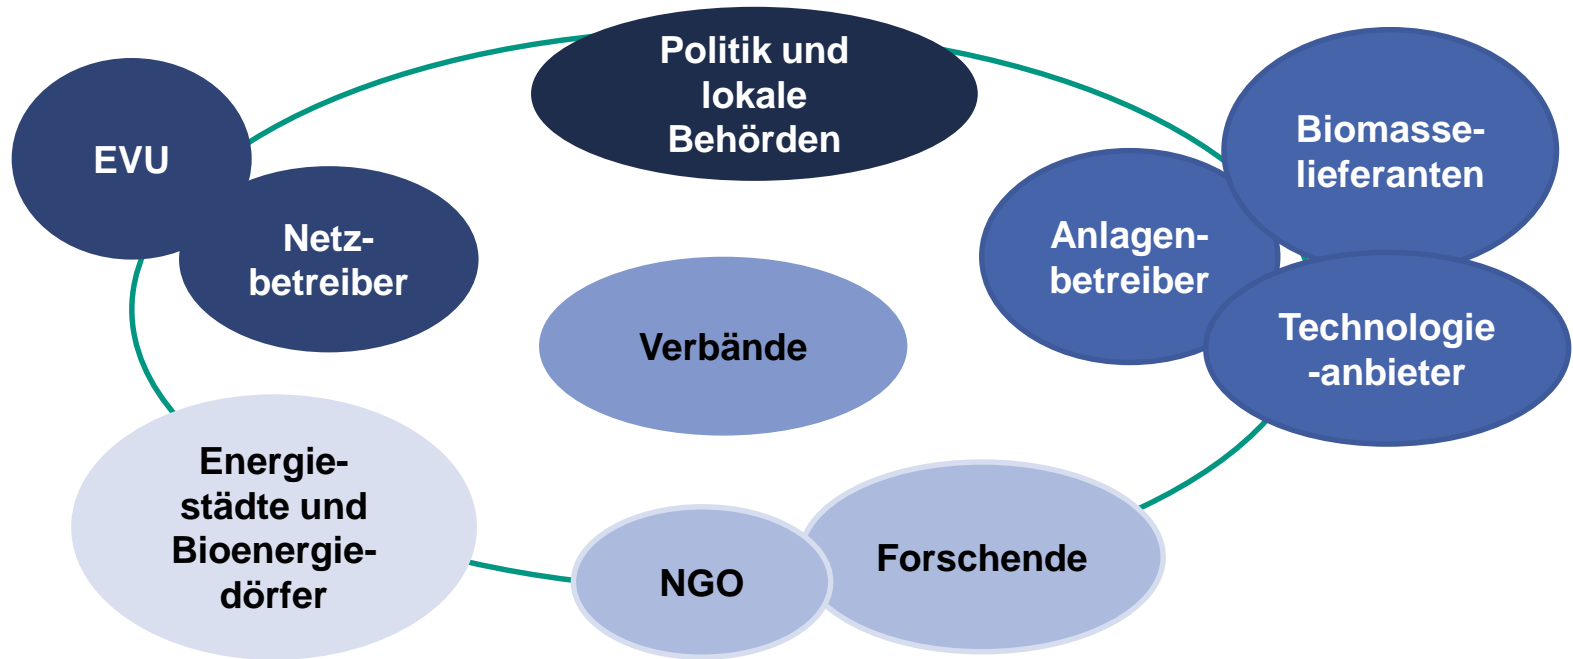 Politik und
lokale
Behörden
EVU
Netz-
betreiber
Biomasse-
lieferanten
Anlagen-
betreiber
Technologie
-anbieter
Verbände
Energie-
städte und
Bioenergie-
dörfer
NGO
Forschende